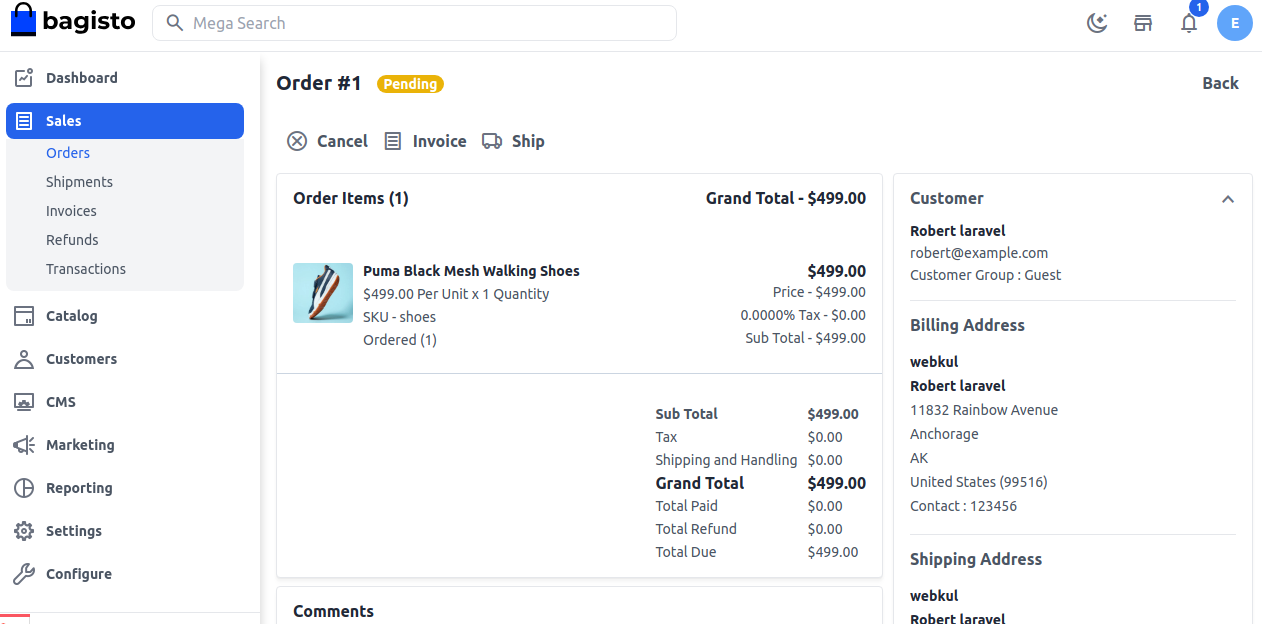 bagisto
Mega Search
1
E
Dashboard
Sales
Orders
Shipments
Invoices
Refunds
Transactions
Catalog
Customers
CMS
Marketing
Reporting
Settings
Configure
Order #1 Pending
Back
Cancel Invoice Ship
Order Items (1) Grand Total - $499.00
Puma Black Mesh Walking Shoes $499.00
$499.00 Per Unit x 1 Quantity Price - $499.00
SKU - shoes 0.0000% Tax - $0.00
Ordered (1) Sub Total - $499.00
Sub Total $499.00
Tax $0.00
Shipping and Handling $0.00
Grand Total $499.00
Total Paid $0.00
Total Refund $0.00
Total Due $499.00
Comments
Customer
Robert laravel
robert@example.com
Customer Group : Guest
Billing Address
webkul
Robert laravel
11832 Rainbow Avenue
Anchorage
AK
United States (99516)
Contact : 123456
Shipping Address
webkul
Robert laravel